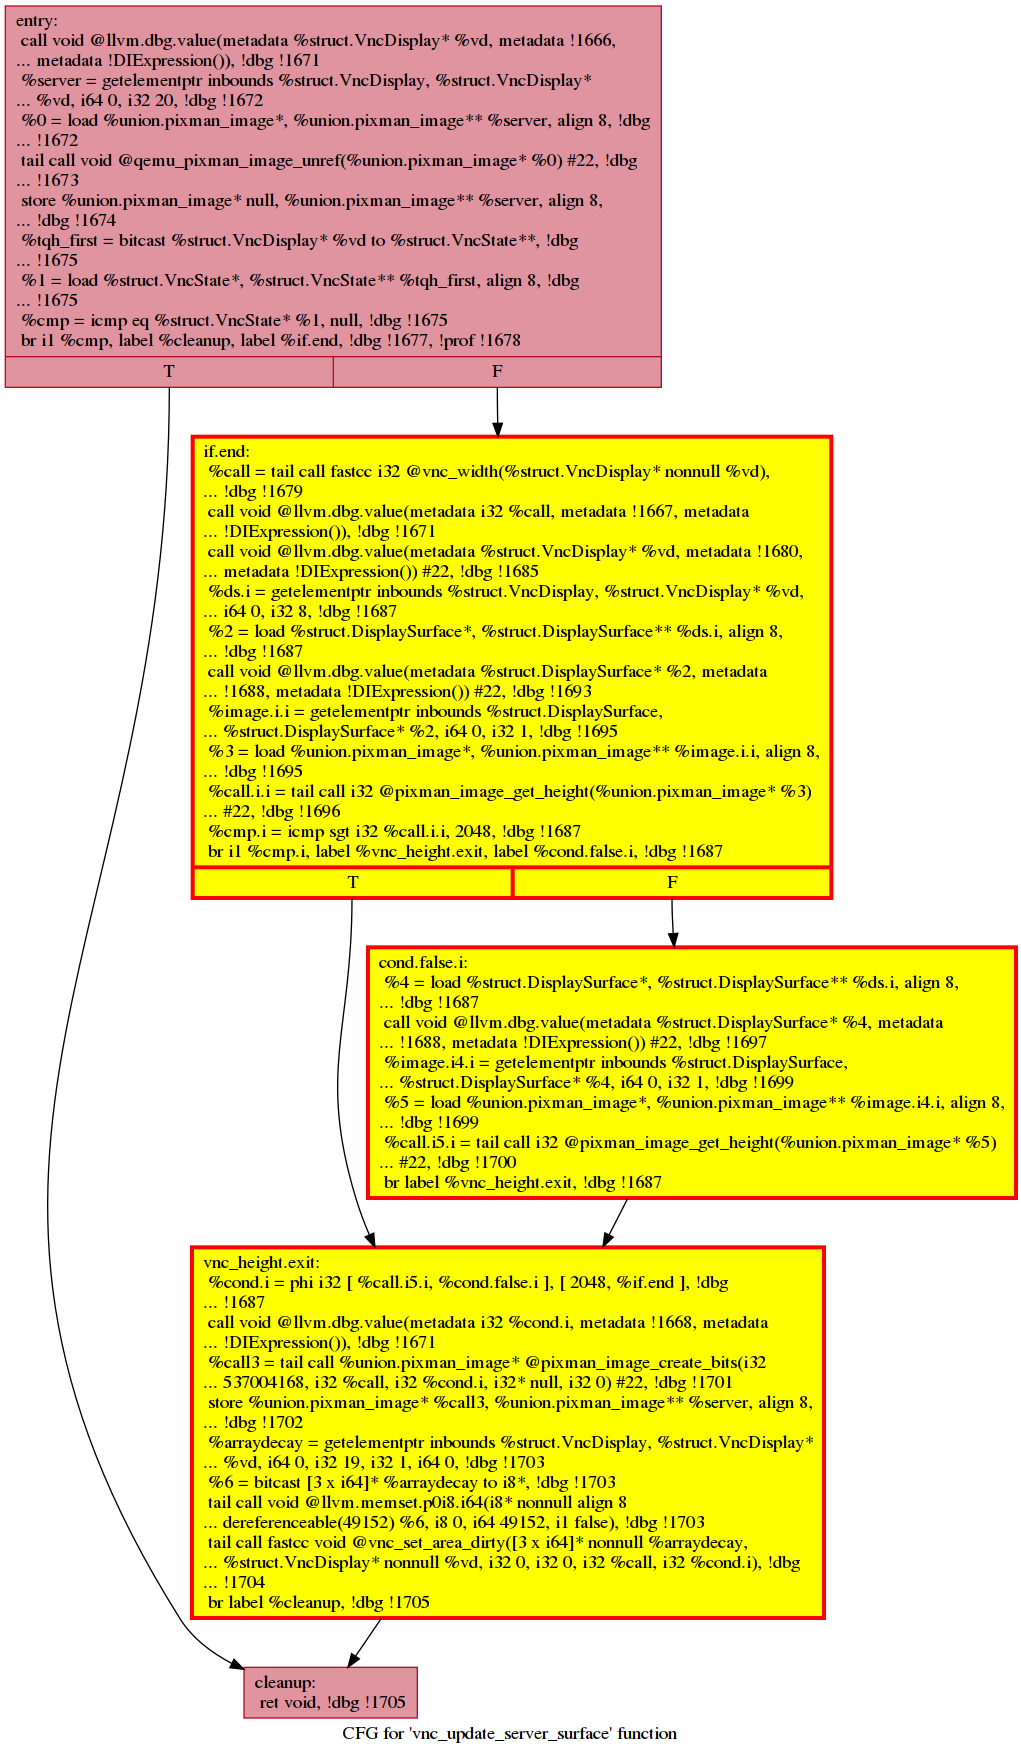 entry:
call void @llvm.dbg.value(metadata %struct.VncDisplay* %vd, metadata !1666,
... metadata !DIExpression()), !dbg !1671
%server = getelementptr inbounds %struct.VncDisplay, %struct.VncDisplay*
... %vd, i64 0, i32 20, !dbg !1672
%0 = load %union.pixman_image*, %union.pixman_image** %server, align 8, !dbg
... !1672
tail call void @qemu_pixman_image_unref(%union.pixman_image* %0) #22, !dbg
... !1673
store %union.pixman_image* null, %union.pixman_image** %server, align 8,
... !dbg !1674
%tqh_first = bitcast %struct.VncDisplay* %vd to %struct.VncState**, !dbg
... !1675
%1 = load %struct.VncState*, %struct.VncState** %tqh_first, align 8, !dbg
... !1675
%cmp = icmp eq %struct.VncState* %1, null, !dbg !1675
br i1 %cmp, label %cleanup, label %if.end, !dbg !1677, !prof !1678
T F
if.end:
%call = tail call fastcc i32 @vnc_width(%struct.VncDisplay* nonnull %vd),
... !dbg !1679
call void @llvm.dbg.value(metadata i32 %call, metadata !1667, metadata
... !DIExpression()), !dbg !1671
call void @llvm.dbg.value(metadata %struct.VncDisplay* %vd, metadata !1680,
... metadata !DIExpression()) #22, !dbg !1685
%ds.i = getelementptr inbounds %struct.VncDisplay, %struct.VncDisplay* %vd,
... i64 0, i32 8, !dbg !1687
%2 = load %struct.DisplaySurface*, %struct.DisplaySurface** %ds.i, align 8,
... !dbg !1687
call void @llvm.dbg.value(metadata %struct.DisplaySurface* %2, metadata
... !1688, metadata !DIExpression()) #22, !dbg !1693
%image.i.i = getelementptr inbounds %struct.DisplaySurface,
... %struct.DisplaySurface* %2, i64 0, i32 1, !dbg !1695
%3 = load %union.pixman_image*, %union.pixman_image** %image.i.i, align 8,
... !dbg !1695
%call.i.i = tail call i32 @pixman_image_get_height(%union.pixman_image* %3)
... #22, !dbg !1696
%cmp.i = icmp sgt i32 %call.i.i, 2048, !dbg !1687
br i1 %cmp.i, label %vnc_height.exit, label %cond.false.i, !dbg !1687
T F
cond.false.i:
%4 = load %struct.DisplaySurface*, %struct.DisplaySurface** %ds.i, align 8,
... !dbg !1687
call void @llvm.dbg.value(metadata %struct.DisplaySurface* %4, metadata
... !1688, metadata !DIExpression()) #22, !dbg !1697
%image.i4.i = getelementptr inbounds %struct.DisplaySurface,
... %struct.DisplaySurface* %4, i64 0, i32 1, !dbg !1699
%5 = load %union.pixman_image*, %union.pixman_image** %image.i4.i, align 8,
... !dbg !1699
%call.i5.i = tail call i32 @pixman_image_get_height(%union.pixman_image* %5)
... #22, !dbg !1700
br label %vnc_height.exit, !dbg !1687
vnc_height.exit:
%cond.i = phi i32 [ %call.i5.i, %cond.false.i ], [ 2048, %if.end ], !dbg
... !1687
call void @llvm.dbg.value(metadata i32 %cond.i, metadata !1668, metadata
... !DIExpression()), !dbg !1671
%call3 = tail call %union.pixman_image* @pixman_image_create_bits(i32
... 537004168, i32 %call, i32 %cond.i, i32* null, i32 0) #22, !dbg !1701
store %union.pixman_image* %call3, %union.pixman_image** %server, align 8,
... !dbg !1702
%arraydecay = getelementptr inbounds %struct.VncDisplay, %struct.VncDisplay*
... %vd, i64 0, i32 19, i32 1, i64 0, !dbg !1703
%6 = bitcast [3 x i64]* %arraydecay to i8*, !dbg !1703
tail call void @llvm.memset.p0i8.i64(i8* nonnull align 8
... dereferenceable(49152) %6, i8 0, i64 49152, i1 false), !dbg !1703
tail call fastcc void @vnc_set_area_dirty([3 x i64]* nonnull %arraydecay,
... %struct.VncDisplay* nonnull %vd, i32 0, i32 0, i32 %call, i32 %cond.i), !dbg
... !1704
br label %cleanup, !dbg !1705
cleanup:
ret void, !dbg !1705
CFG for 'vnc_update_server_surface' function